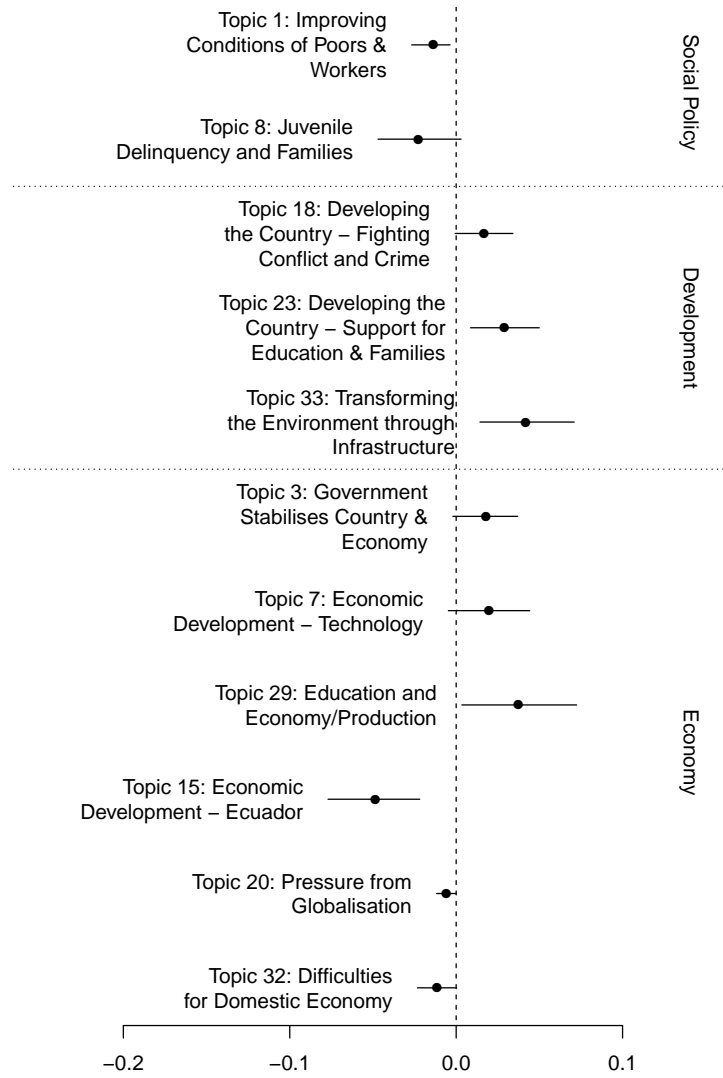 Topic 1: Improving
Conditions of Poors &
Workers
Social Policy
Topic 8: Juvenile
Delinquency and Families
Topic 18: Developing
the Country – Fighting
Conflict and Crime
Development
Topic 23: Developing the
Country – Support for
Education & Families
Topic 33: Transforming
the Environment through
Infrastructure
Topic 3: Government
Stabilises Country &
Economy
Topic 7: Economic
Development – Technology
Topic 29: Education and
Economy/Production
Economy
Topic 15: Economic
Development – Ecuador
Topic 20: Pressure from
Globalisation
Topic 32: Difficulties
for Domestic Economy
−0.2 −0.1 0.0 0.1